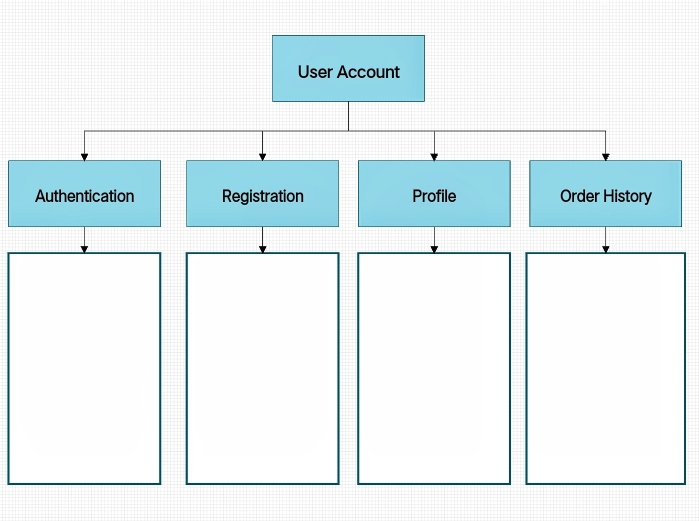 User Account
Authentication
Registration
Profile
Order History